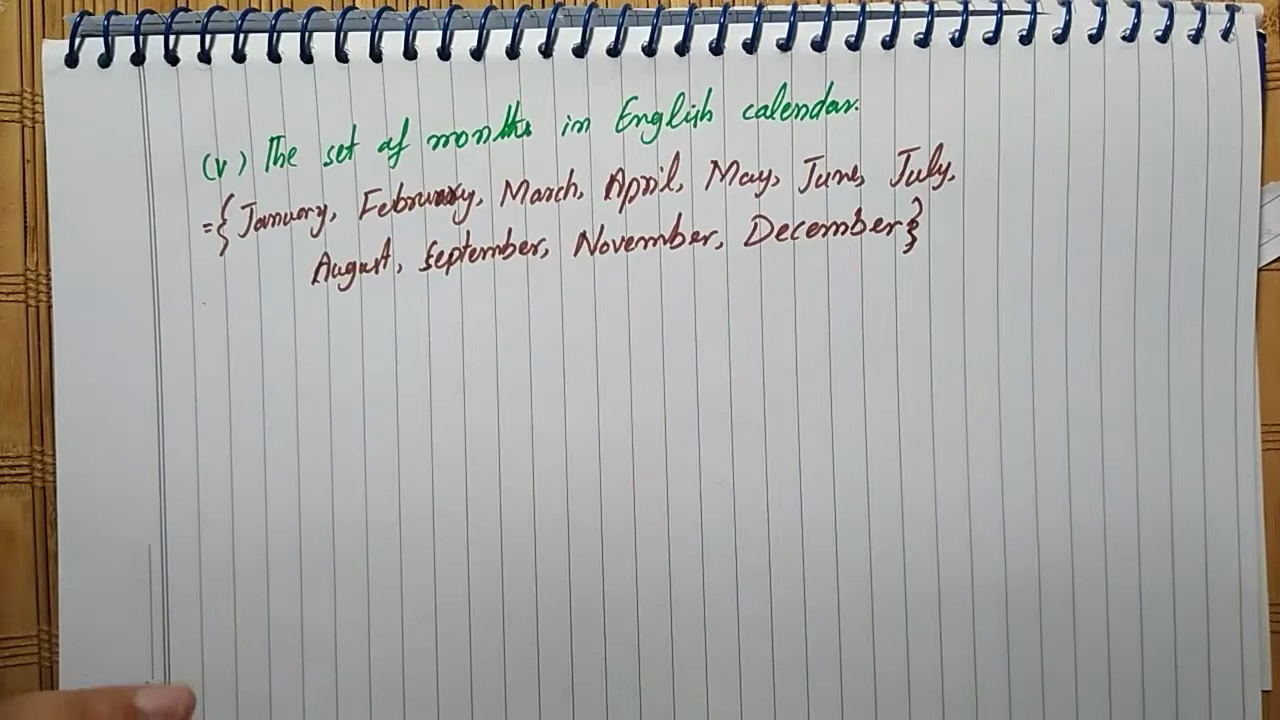 (v) The set of months in English calendar.
={January, February, March, April, May, June, July,
August, September, November, December}